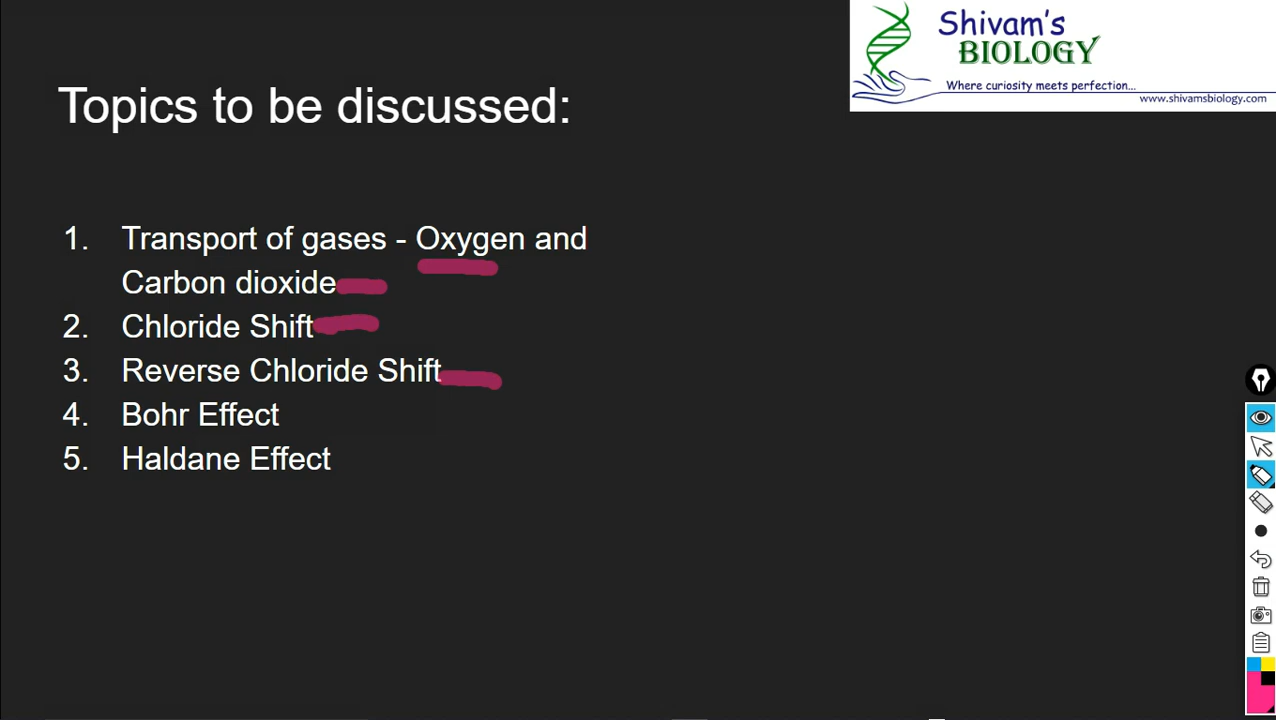 Shivam's
BIOLOGY
Where curiosity meets perfection...
www.shivamsbiology.com
Topics to be discussed:
1. Transport of gases - Oxygen and
Carbon dioxide
2. Chloride Shift
3. Reverse Chloride Shift
4. Bohr Effect
5. Haldane Effect